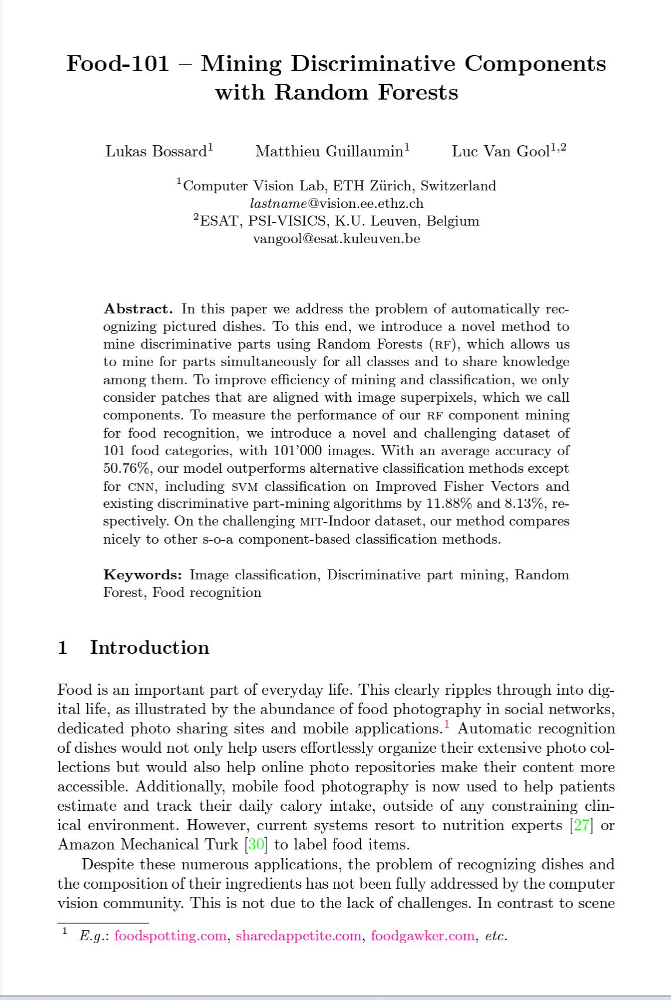 Food-101 – Mining Discriminative Components
with Random Forests
Lukas Bossard¹ Matthieu Guillaumin¹ Luc Van Gool¹,²
¹Computer Vision Lab, ETH Zürich, Switzerland
lastname@vision.ee.ethz.ch
²ESAT, PSI-VISICS, K.U. Leuven, Belgium
vangool@esat.kuleuven.be
Abstract. In this paper we address the problem of automatically rec-
ognizing pictured dishes. To this end, we introduce a novel method to
mine discriminative parts using Random Forests (RF), which allows us
to mine for parts simultaneously for all classes and to share knowledge
among them. To improve efficiency of mining and classification, we only
consider patches that are aligned with image superpixels, which we call
components. To measure the performance of our RF component mining
for food recognition, we introduce a novel and challenging dataset of
101 food categories, with 101'000 images. With an average accuracy of
50.76%, our model outperforms alternative classification methods except
for CNN, including SVM classification on Improved Fisher Vectors and
existing discriminative part-mining algorithms by 11.88% and 8.13%, re-
spectively. On the challenging MIT-Indoor dataset, our method compares
nicely to other s-o-a component-based classification methods.
Keywords: Image classification, Discriminative part mining, Random
Forest, Food recognition
1 Introduction
Food is an important part of everyday life. This clearly ripples through into dig-
ital life, as illustrated by the abundance of food photography in social networks,
dedicated photo sharing sites and mobile applications.¹ Automatic recognition
of dishes would not only help users effortlessly organize their extensive photo col-
lections but would also help online photo repositories make their content more
accessible. Additionally, mobile food photography is now used to help patients
estimate and track their daily calory intake, outside of any constraining clin-
ical environment. However, current systems resort to nutrition experts [27] or
Amazon Mechanical Turk [30] to label food items.
Despite these numerous applications, the problem of recognizing dishes and
the composition of their ingredients has not been fully addressed by the computer
vision community. This is not due to the lack of challenges. In contrast to scene
¹ E.g.: foodspotting.com, sharedappetite.com, foodgawker.com, etc.